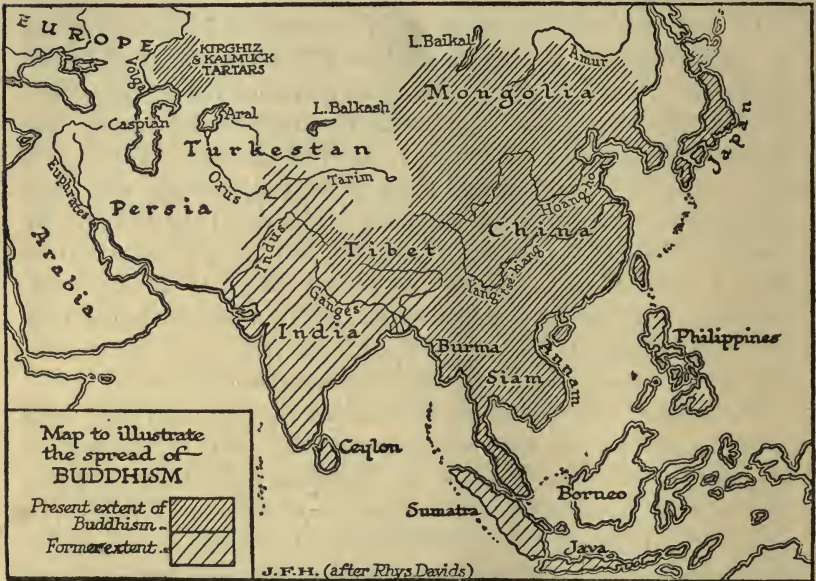 EUROPE
KIRGHIZ
& KALMUCK
TARTARS
Volga
L.Baikal
Amur
Mongolia
Aral
L.Balkash
Caspian
Turkestan
Japan
Oxus
Tarim
Euphrates
Persia
Hoang-ho
China
Arabia
Indus
Tibet
Yang-tse-kiang
Ganges
India
Burma
Annam
Philippines
Siam
Ceylon
Sumatra
Borneo
Java
Map to illustrate
the spread of
BUDDHISM
Present extent of
Buddhism..
Former extent..
J.F.H. (after Rhys Davids)